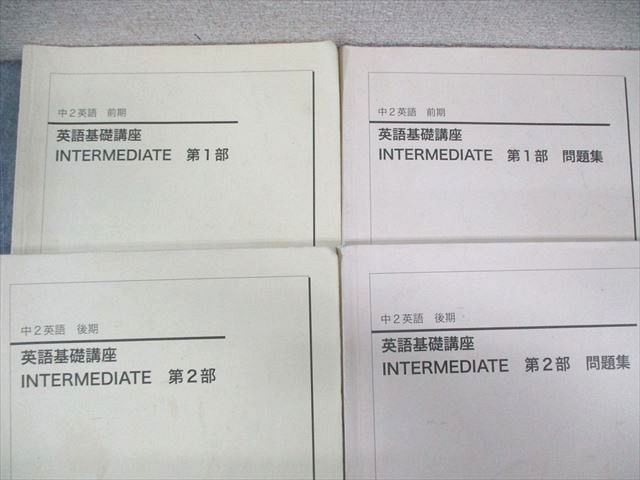 中２英語 前期
英語基礎講座
INTERMEDIATE 第１部
中２英語 前期
英語基礎講座
INTERMEDIATE 第１部 問題集
中２英語 後期
英語基礎講座
INTERMEDIATE 第２部
中２英語 後期
英語基礎講座
INTERMEDIATE 第２部 問題集